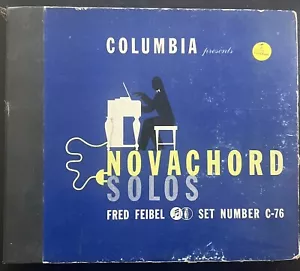 COLUMBIA presents
NOVACHORD
SOLOS
FRED FEIBEL SET NUMBER C-76